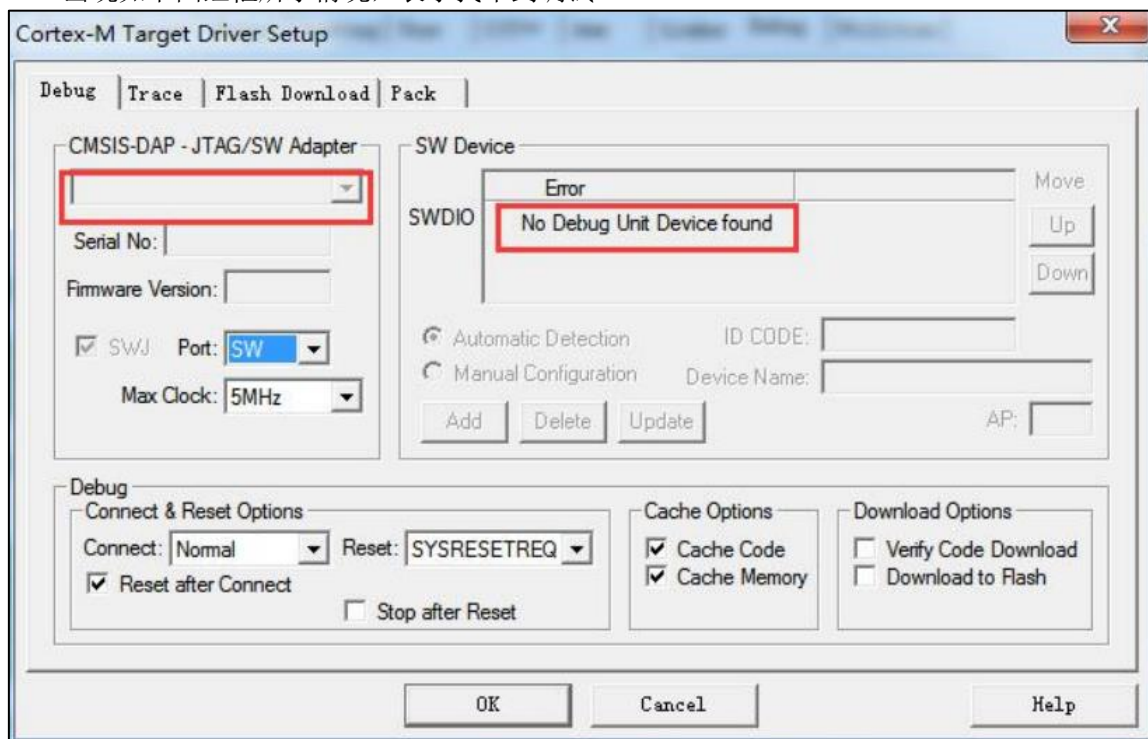 Cortex-M Target Driver Setup
Debug
Trace
Flash Download
Pack
CMSIS-DAP - JTAG/SW Adapter
Serial No:
Firmware Version:
SWJ
Port: SW
Max Clock: 5MHz
SW Device
Error
SWDIO
No Debug Unit Device found
Move
Up
Down
Automatic Detection
ID CODE:
Manual Configuration
Device Name:
Add
Delete
Update
AP:
Debug
Connect & Reset Options
Connect: Normal
Reset: SYSRESETREQ
Reset after Connect
Stop after Reset
Cache Options
Cache Code
Cache Memory
Download Options
Verify Code Download
Download to Flash
OK
Cancel
Help